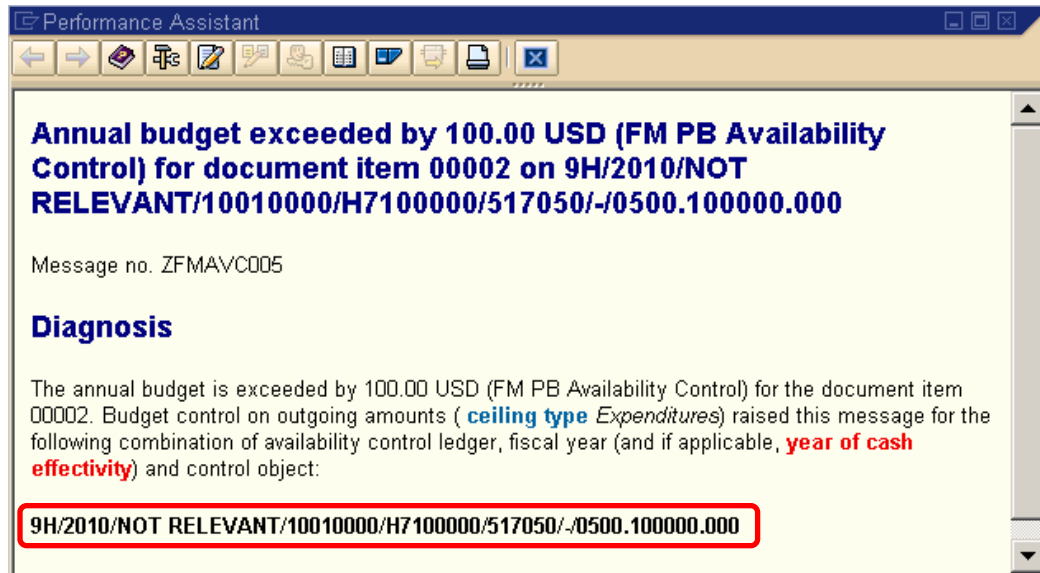 Performance Assistant
Annual budget exceeded by 100.00 USD (FM PB Availability
Control) for document item 00002 on 9H/2010/NOT
RELEVANT/10010000/H7100000/517050/-/0500.100000.000
Message no. ZFMAVC005
Diagnosis
The annual budget is exceeded by 100.00 USD (FM PB Availability Control) for the document item
00002. Budget control on outgoing amounts ( ceiling type Expenditures) raised this message for the
following combination of availability control ledger, fiscal year (and if applicable, year of cash
effectivity) and control object:
9H/2010/NOT RELEVANT/10010000/H7100000/517050/-/0500.100000.000